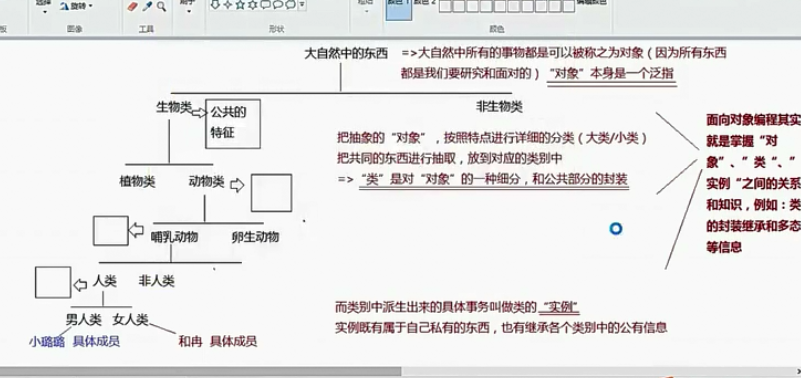 选择
旋转
刷子
粗细
颜色 1
颜色 2
编辑颜色
板
图像
工具
形状
颜色
大自然中的东西
=>大自然中所有的事物都是可以被称之为对象（因为所有东西
都是我们要研究和面对的）“对象”本身是一个泛指
生物类
公共的
特征
非生物类
把抽象的“对象”，按照特点进行详细的分类（大类/小类）
把共同的东西进行抽取，放到对应的类别中
=>“类”是对“对象”的一种细分，和公共部分的封装
面向对象编程其实
就是掌握“对
象”、”类“、”
实例“之间的关系
和知识，例如：类
的封装继承和多态
等信息
植物类
动物类
哺乳动物
卵生动物
人类
非人类
男人类
女人类
小璐璐 具体成员
和冉 具体成员
而类别中派生出来的具体事务叫做类的“实例”
实例既有属于自己私有的东西，也有继承各个类别中的公有信息